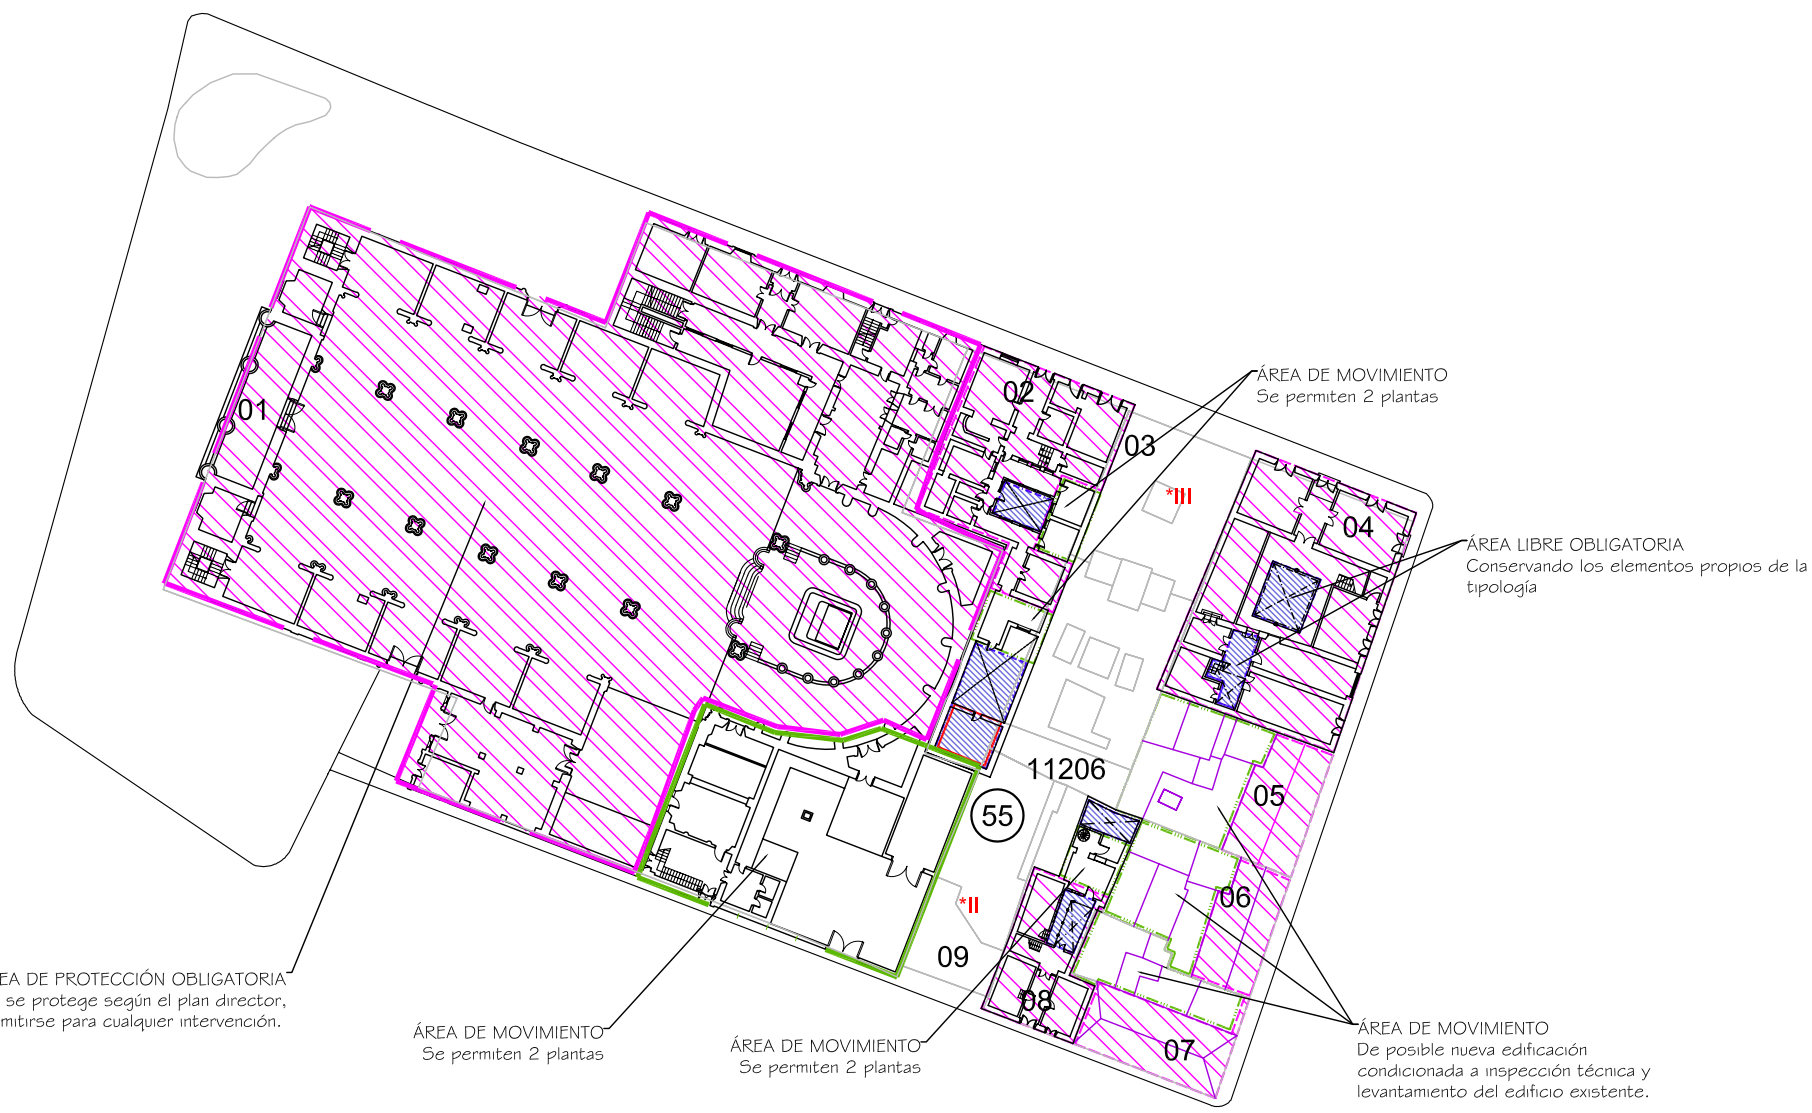 01
02
03
04
05
06
07
08
09
11206
55
*III
*II
ÁREA DE MOVIMIENTO
Se permiten 2 plantas
ÁREA LIBRE OBLIGATORIA
Conservando los elementos propios de la
tipología
EA DE PROTECCIÓN OBLIGATORIA
se protege según el plan director,
mitirse para cualquier intervención.
ÁREA DE MOVIMIENTO
Se permiten 2 plantas
ÁREA DE MOVIMIENTO
Se permiten 2 plantas
ÁREA DE MOVIMIENTO
De posible nueva edificación
condicionada a inspección técnica y
levantamiento del edificio existente.